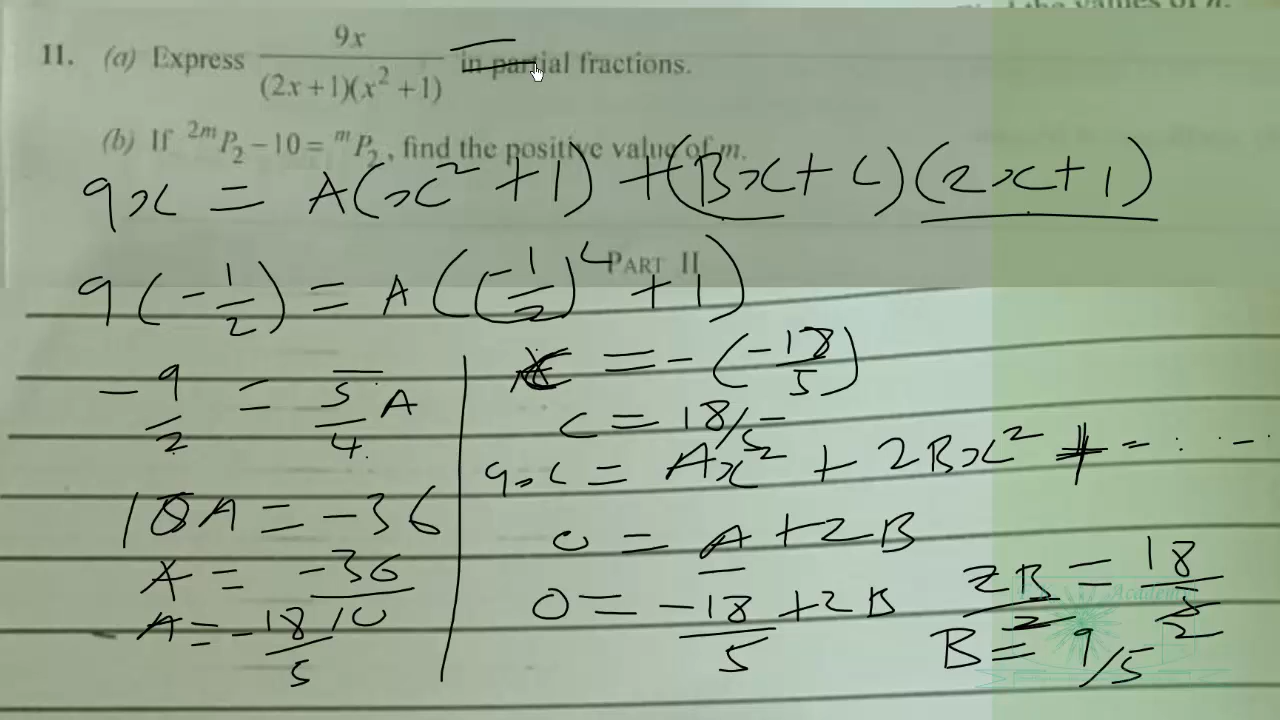 11. (a) Express 9x / (2x+1)(x² +1) in partial fractions.
(b) If ²ᵐP₂ − 10 = ᵐP₂, find the positive value of m.
9x = A(x² + 1) + (Bx + C)(2x + 1)
PART II
9(-1/2) = A((-1/2)² + 1)
-9/2 = 5/4 A
10A = -36
A = -36/10
A = -18/5
C = -(-18/5)
C = 18/5
9x = Ax² + 2Bx² + - - : . -
0 = A + 2B
0 = -18/5 + 2B
2B/2 = 18/5/2
B = 9/5
Academy